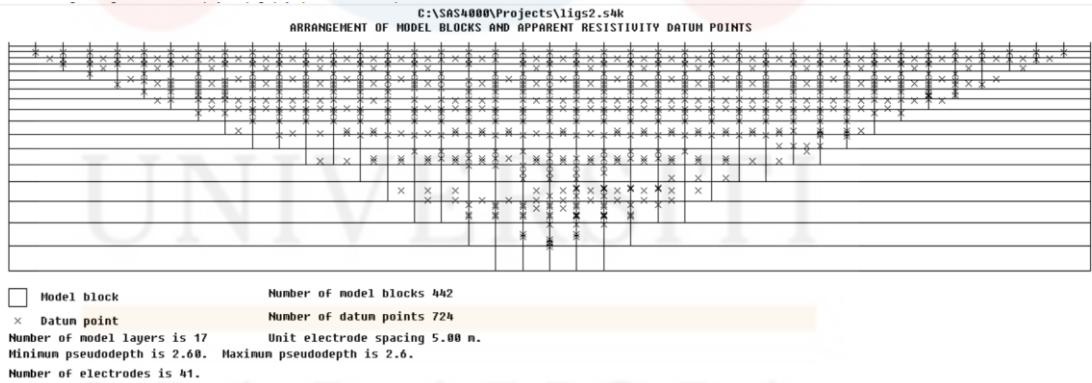 C:\SAS4000\Projects\ligs2.s4k
ARRANGEMENT OF MODEL BLOCKS AND APPARENT RESISTIVITY DATUM POINTS
UNIVERSITI
Model block
Number of model blocks 442
× Datum point
Number of datum points 724
Number of model layers is 17
Unit electrode spacing 5.00 m.
Minimum pseudodepth is 2.60. Maximum pseudodepth is 2.6.
Number of electrodes is 41.